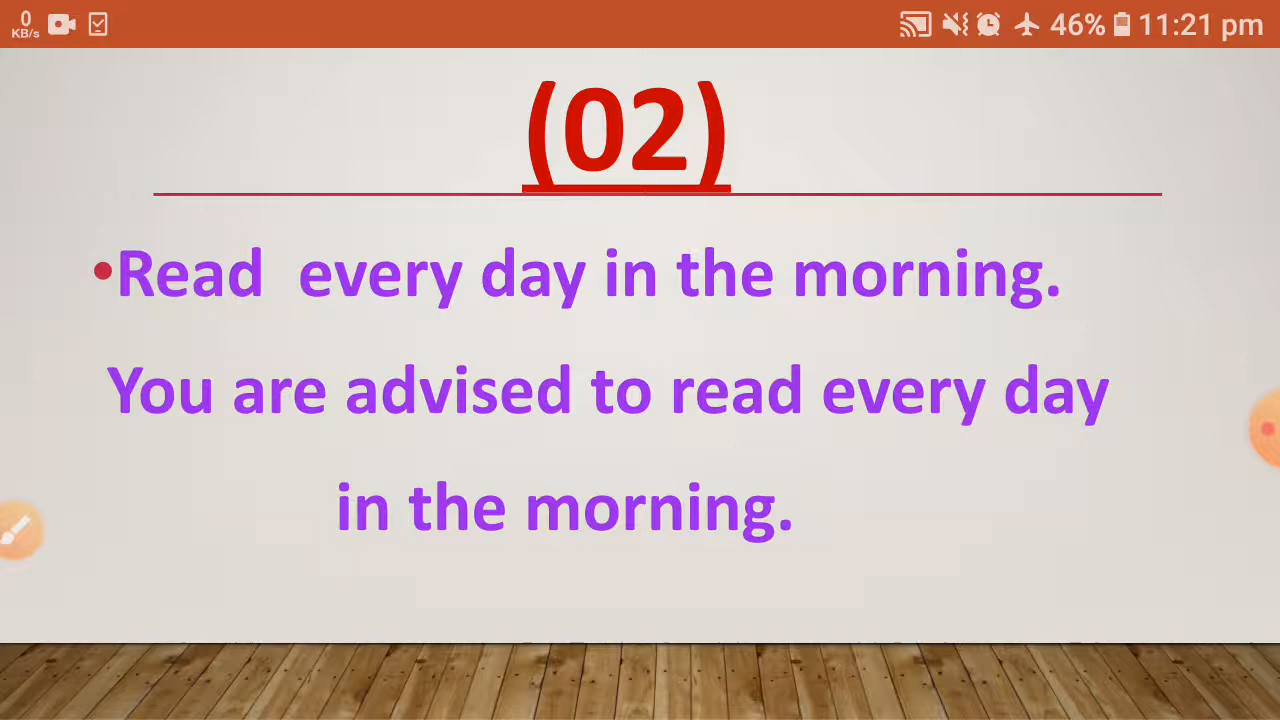 0
KB/s
46% 11:21 pm
(02)
•Read  every day in the morning.
You are advised to read every day
in the morning.